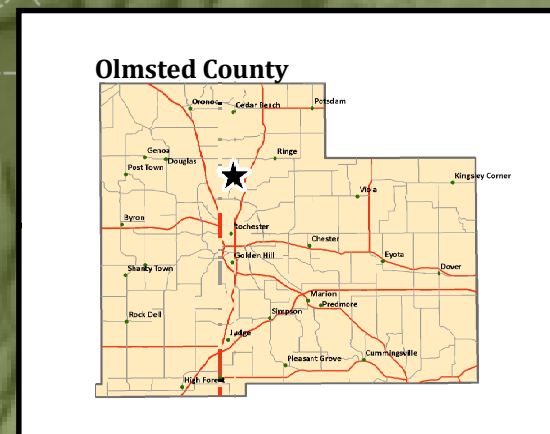 Olmsted County
Oronoc
Cedar Beach
Potsdam
Genoa
Douglas
Ringe
Post Town
Kingsley Corner
Viola
Byron
Rochester
Chester
Golden Hill
Eyota
Shanty Town
Dover
Marion
Predmore
Rock Dell
Simpson
Judge
Pleasant Grove
Cummingsville
High Forest